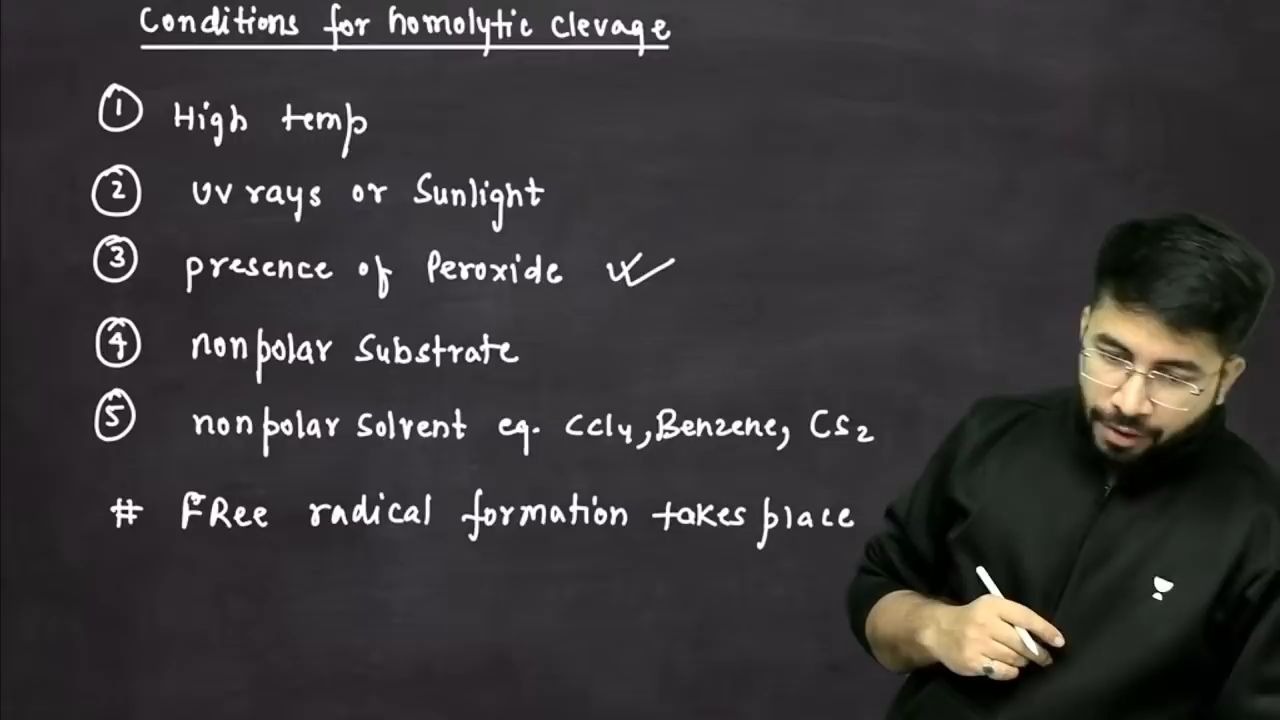 Conditions for homolytic clevage
① High temp
② UV rays or Sunlight
③ presence of Peroxide
④ nonpolar Substrate
⑤ nonpolar Solvent eg. CCl4, Benzene, CS2
# FRee radical formation takes place